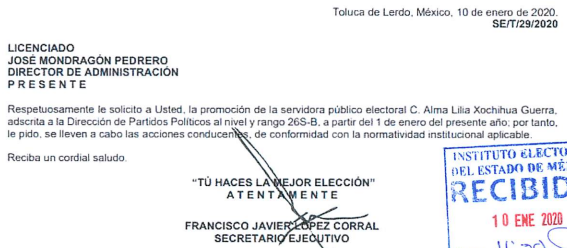 Toluca de Lerdo, México, 10 de enero de 2020.
SE/T/29/2020
LICENCIADO
JOSÉ MONDRAGÓN PEDRERO
DIRECTOR DE ADMINISTRACIÓN
P R E S E N T E
Respetuosamente le solicito a Usted, la promoción de la servidora público electoral C. Alma Lilia Xochihua Guerra,
adscrita a la Dirección de Partidos Políticos al nivel y rango 26S-B, a partir del 1 de enero del presente año; por tanto,
le pido, se lleven a cabo las acciones conducentes, de conformidad con la normatividad institucional aplicable.
Reciba un cordial saludo.
“TÚ HACES LA MEJOR ELECCIÓN”
A T E N T A M E N T E
FRANCISCO JAVIER LÓPEZ CORRAL
SECRETARIO EJECUTIVO
INSTITUTO ELECTO
DEL ESTADO DE MÉ
RECIBID
10 ENE 2020